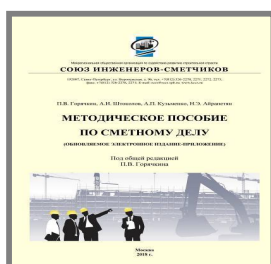 СОЮЗ ИНЖЕНЕРОВ-СМЕТЧИКОВ
П.В. Горячкин, А.Н. Штоколов, А.П. Кузьменко, Н.Э. Айрапетян
МЕТОДИЧЕСКОЕ ПОСОБИЕ
ПО СМЕТНОМУ ДЕЛУ
(ОБНОВЛЯЕМОЕ ЭЛЕКТРОННОЕ ИЗДАНИЕ-ПРИЛОЖЕНИЕ)
Под общей редакцией
П.В. Горячкина
Москва
2018 г.